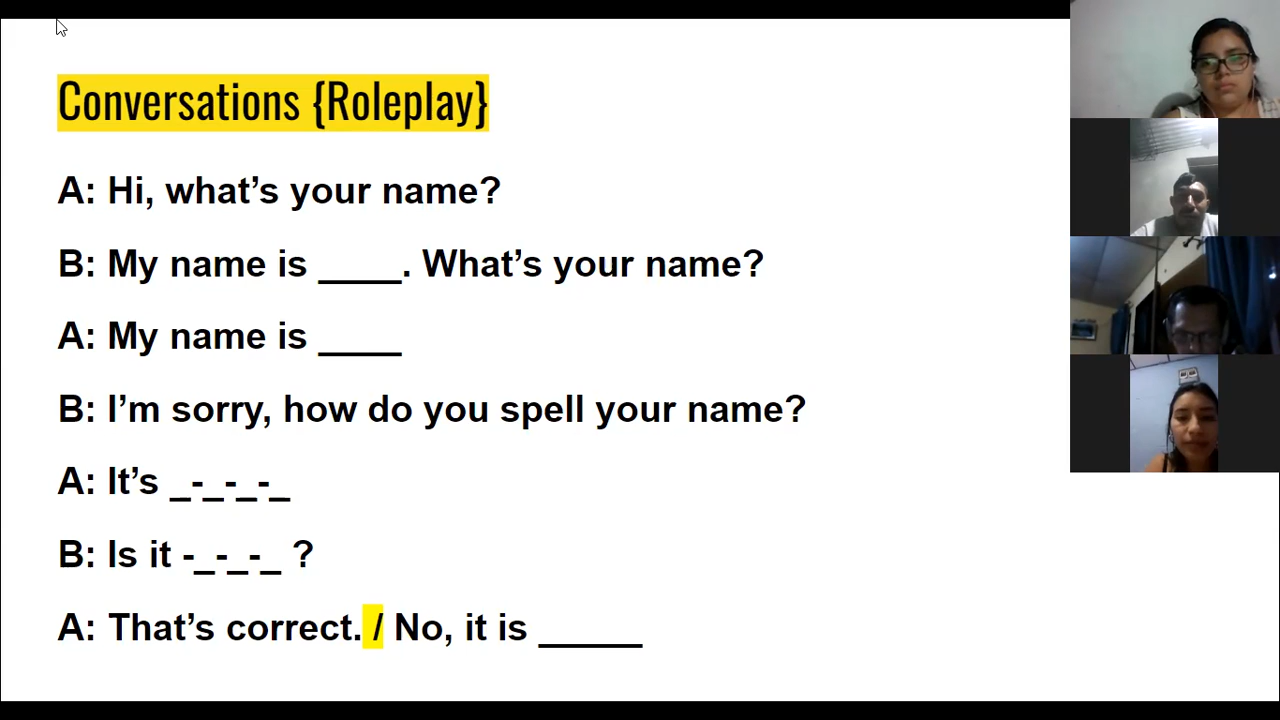 Conversations {Roleplay}
A: Hi, what’s your name?
B: My name is ____. What’s your name?
A: My name is ____
B: I’m sorry, how do you spell your name?
A: It’s _-_-_-_
B: Is it -_-_-_ ?
A: That’s correct. / No, it is _____